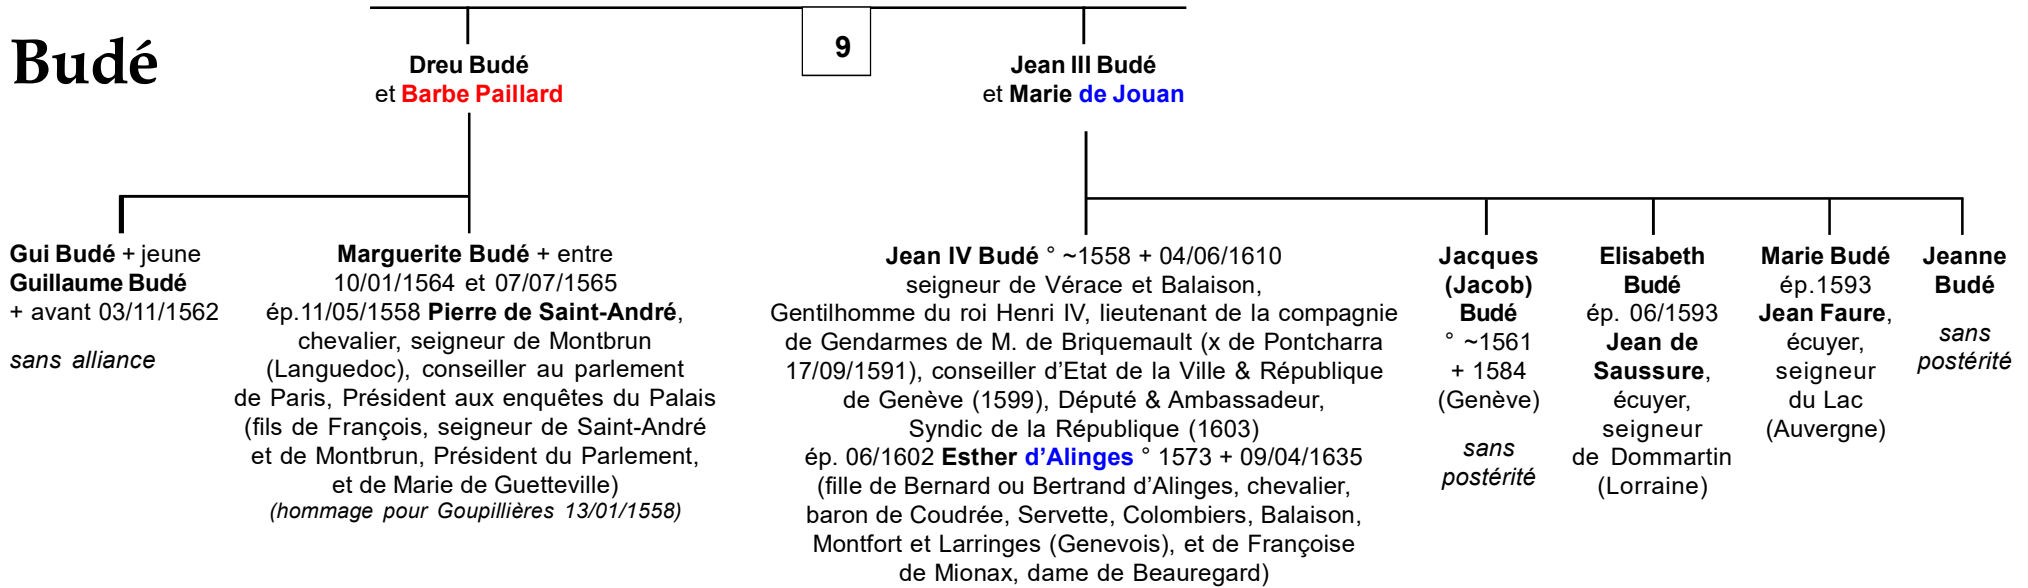 Budé
9
Dreu Budé
et Barbe Paillard
Jean III Budé
et Marie de Jouan
Gui Budé + jeune
Guillaume Budé
+ avant 03/11/1562
sans alliance
Marguerite Budé + entre
10/01/1564 et 07/07/1565
ép.11/05/1558 Pierre de Saint-André,
chevalier, seigneur de Montbrun
(Languedoc), conseiller au parlement
de Paris, Président aux enquêtes du Palais
(fils de François, seigneur de Saint-André
et de Montbrun, Président du Parlement,
et de Marie de Guetteville)
(hommage pour Goupillières 13/01/1558)
Jean IV Budé ° ~1558 + 04/06/1610
seigneur de Vérace et Balaison,
Gentilhomme du roi Henri IV, lieutenant de la compagnie
de Gendarmes de M. de Briquemault (x de Pontcharra
17/09/1591), conseiller d’Etat de la Ville & République
de Genève (1599), Député & Ambassadeur,
Syndic de la République (1603)
ép. 06/1602 Esther d’Alinges ° 1573 + 09/04/1635
(fille de Bernard ou Bertrand d’Alinges, chevalier,
baron de Coudrée, Servette, Colombiers, Balaison,
Montfort et Larringes (Genevois), et de Françoise
de Mionax, dame de Beauregard)
Jacques
(Jacob)
Budé
° ~1561
+ 1584
(Genève)
sans
postérité
Elisabeth
Budé
ép. 06/1593
Jean de
Saussure,
écuyer,
seigneur
de Dommartin
(Lorraine)
Marie Budé
ép.1593
Jean Faure,
écuyer,
seigneur
du Lac
(Auvergne)
Jeanne
Budé
sans
postérité